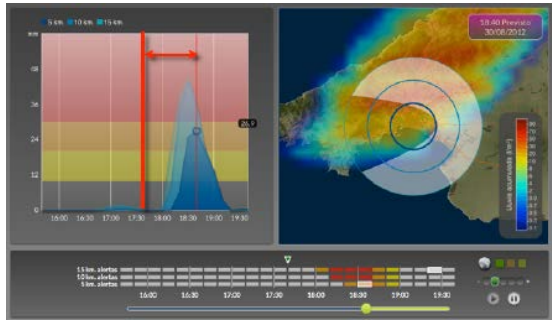 5 km 10 km 15 km
mm
48
36
24
12
0
26.9
16:00 16:30 17:00 17:30 18:00 18:30 19:00 19:30
18:40 Previsto
30/08/2012
Lluvia acumulada (l/m²)
15 km. alertas
10 km. alertas
5 km. alertas
16:00 16:30 17:00 17:30 18:00 18:30 19:00 19:30